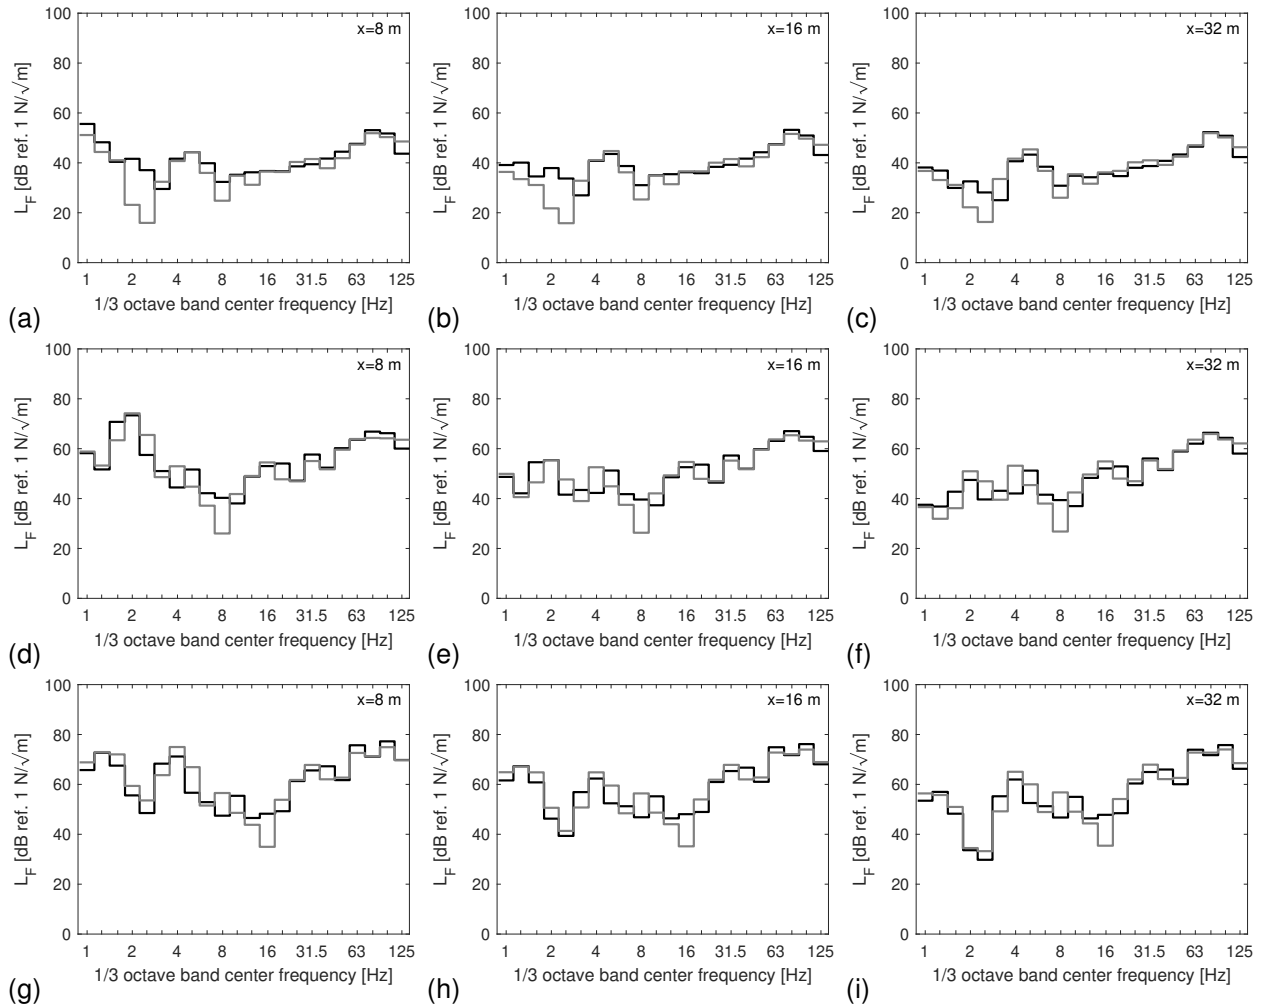 x=8 m
L_F [dB ref. 1 N/√m]
100
80
60
40
20
0
1 2 4 8 16 31.5 63 125
1/3 octave band center frequency [Hz]
(a)
x=16 m
L_F [dB ref. 1 N/√m]
100
80
60
40
20
0
1 2 4 8 16 31.5 63 125
1/3 octave band center frequency [Hz]
(b)
x=32 m
L_F [dB ref. 1 N/√m]
100
80
60
40
20
0
1 2 4 8 16 31.5 63 125
1/3 octave band center frequency [Hz]
(c)
x=8 m
L_F [dB ref. 1 N/√m]
100
80
60
40
20
0
1 2 4 8 16 31.5 63 125
1/3 octave band center frequency [Hz]
(d)
x=16 m
L_F [dB ref. 1 N/√m]
100
80
60
40
20
0
1 2 4 8 16 31.5 63 125
1/3 octave band center frequency [Hz]
(e)
x=32 m
L_F [dB ref. 1 N/√m]
100
80
60
40
20
0
1 2 4 8 16 31.5 63 125
1/3 octave band center frequency [Hz]
(f)
x=8 m
L_F [dB ref. 1 N/√m]
100
80
60
40
20
0
1 2 4 8 16 31.5 63 125
1/3 octave band center frequency [Hz]
(g)
x=16 m
L_F [dB ref. 1 N/√m]
100
80
60
40
20
0
1 2 4 8 16 31.5 63 125
1/3 octave band center frequency [Hz]
(h)
x=32 m
L_F [dB ref. 1 N/√m]
100
80
60
40
20
0
1 2 4 8 16 31.5 63 125
1/3 octave band center frequency [Hz]
(i)